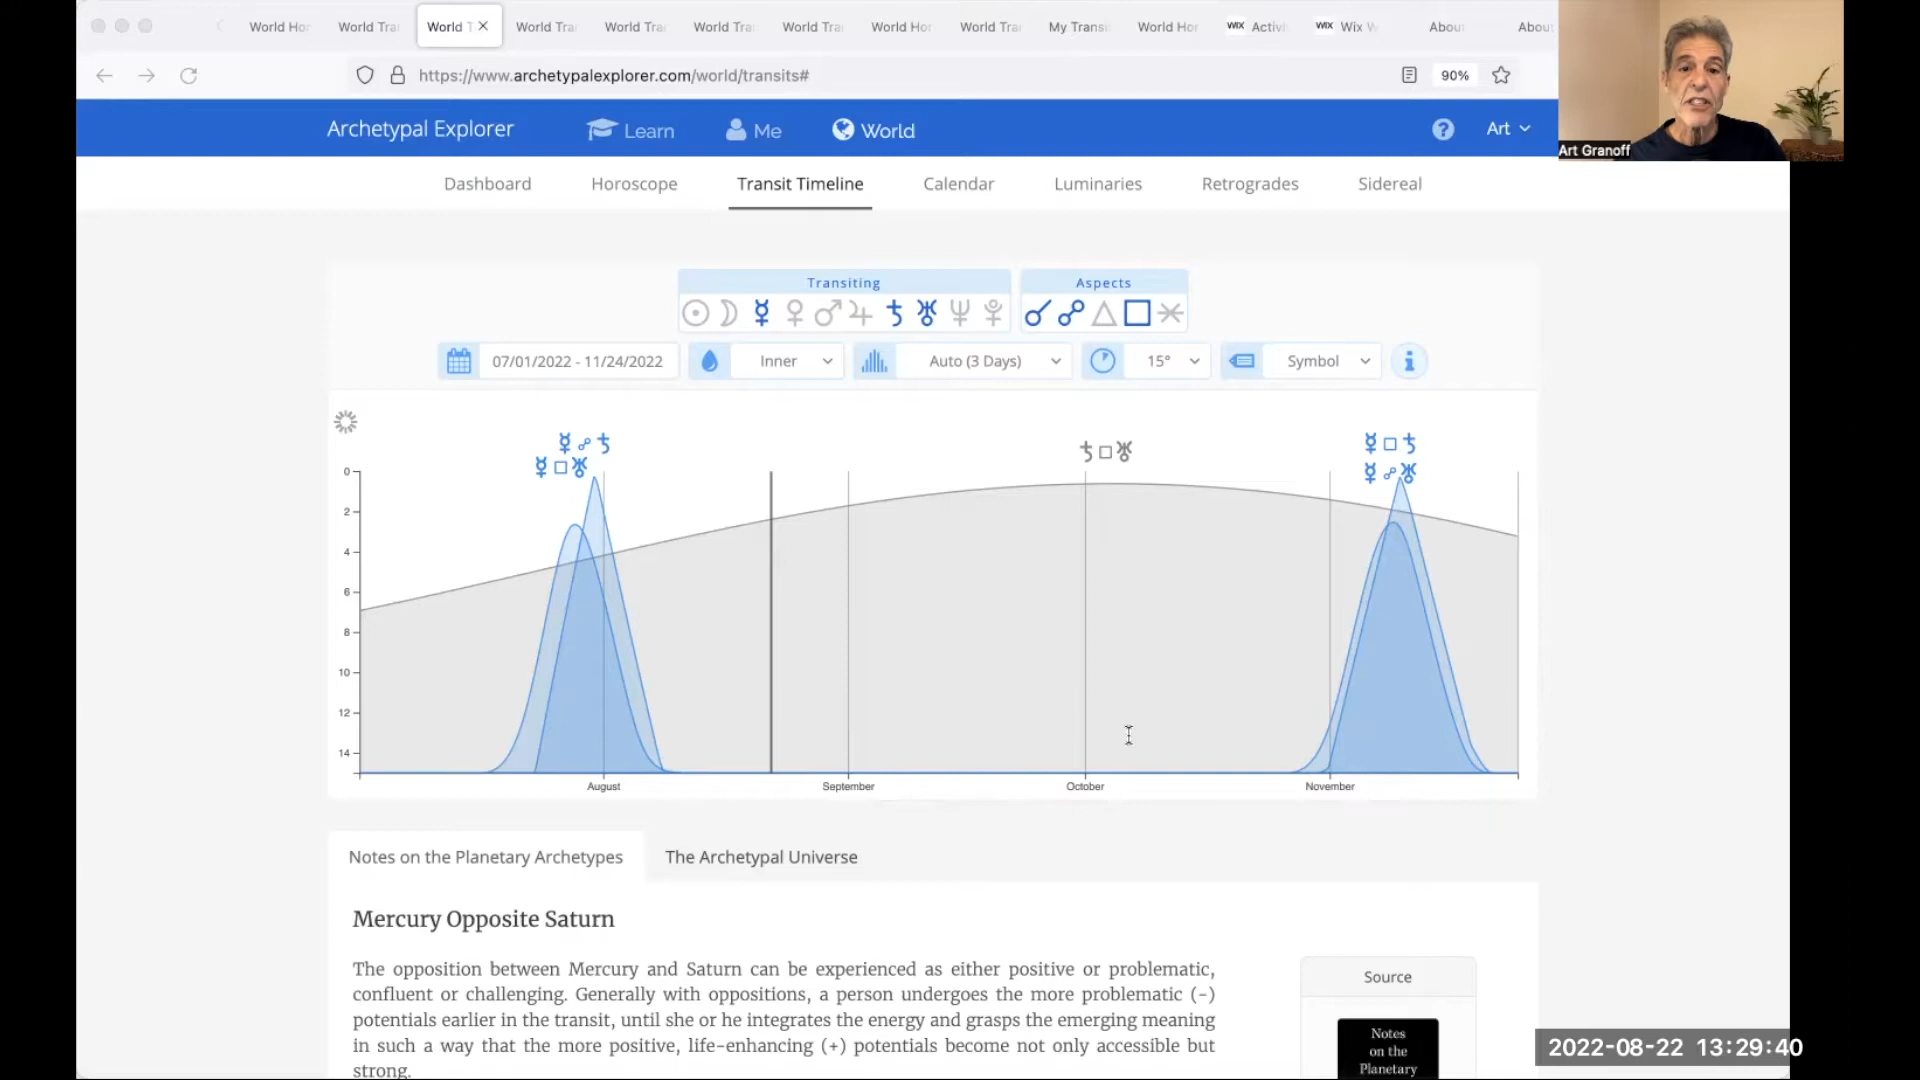 World Hor
World Tra
World T
World Tra
World Tra
World Tra
World Tra
World Hor
World Tra
My Transi
World Hor
WIX Activi
WIX Wix W
About
About
https://www.archetypalexplorer.com/world/transits#
90%
Art Granoff
Archetypal Explorer
Learn
Me
World
?
Art
Dashboard
Horoscope
Transit Timeline
Calendar
Luminaries
Retrogrades
Sidereal
Transiting
Aspects
☉ ☽ ☿ ♀ ♂ ♃ ♄ ♅ ♆ ♇
☌ ☍ △ □ ⚹
07/01/2022 - 11/24/2022
Inner
Auto (3 Days)
15°
Symbol
i
☿ ☍ ♄
☿ □ ♅
♄ □ ♅
☿ □ ♄
☿ ☍ ♅
0
2
4
6
8
10
12
14
August
September
October
November
Notes on the Planetary Archetypes
The Archetypal Universe
Mercury Opposite Saturn
The opposition between Mercury and Saturn can be experienced as either positive or problematic,
confluent or challenging. Generally with oppositions, a person undergoes the more problematic (-)
potentials earlier in the transit, until she or he integrates the energy and grasps the emerging meaning
in such a way that the more positive, life-enhancing (+) potentials become not only accessible but
strong.
Source
Notes
on the
Planetary
2022-08-22 13:29:40